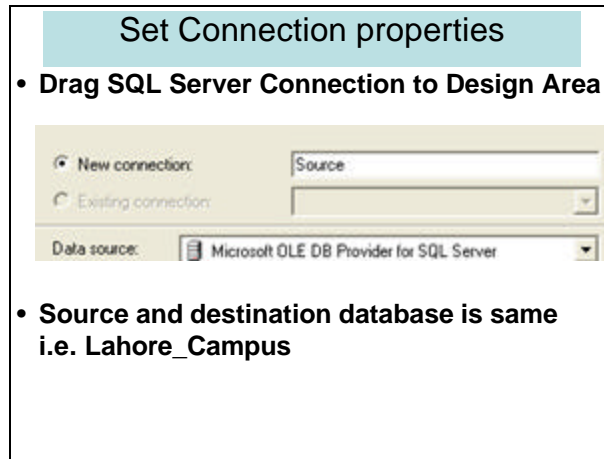 Set Connection properties
• Drag SQL Server Connection to Design Area
New connection: Source
Existing connection:
Data source: Microsoft OLE DB Provider for SQL Server
• Source and destination database is same
i.e. Lahore_Campus